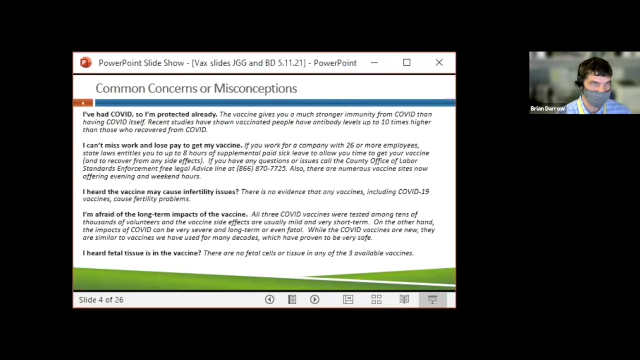 PowerPoint Slide Show - [Vax slides JGG and BD 5.11.21] - PowerPoint
Common Concerns or Misconceptions
4
I've had COVID, so I'm protected already. The vaccine gives you a much stronger immunity from COVID than
having COVID itself. Recent studies have shown vaccinated people have antibody levels up to 10 times higher
than those who recovered from COVID.
I can't miss work and lose pay to get my vaccine. If you work for a company with 26 or more employees,
state laws entitles you to up to 8 hours of supplemental paid sick leave to allow you time to get your vaccine
(and to recover from any side effects). If you have any questions or issues call the County Office of Labor
Standards Enforcement free legal Advice line at (866) 870-7725. Also, there are numerous vaccine sites now
offering evening and weekend hours.
I heard the vaccine may cause infertility issues? There is no evidence that any vaccines, including COVID-19
vaccines, cause fertility problems.
I'm afraid of the long-term impacts of the vaccine. All three COVID vaccines were tested among tens of
thousands of volunteers and the vaccine side effects are usually mild and very short-term. On the other hand,
the impacts of COVID can be very severe and long-term or even fatal. While the COVID vaccines are new, they
are similar to vaccines we have used for many decades, which have proven to be very safe.
I heard fetal tissue is in the vaccine? There are no fetal cells or tissue in any of the 3 available vaccines.
Slide 4 of 26
Brian Darrow